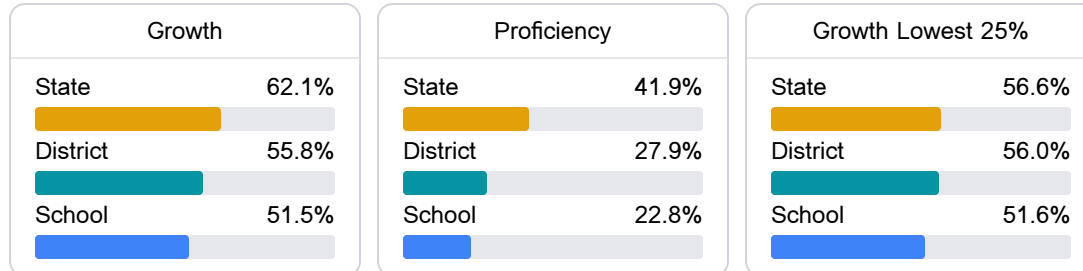 Growth
State 62.1%
District 55.8%
School 51.5%
Proficiency
State 41.9%
District 27.9%
School 22.8%
Growth Lowest 25%
State 56.6%
District 56.0%
School 51.6%